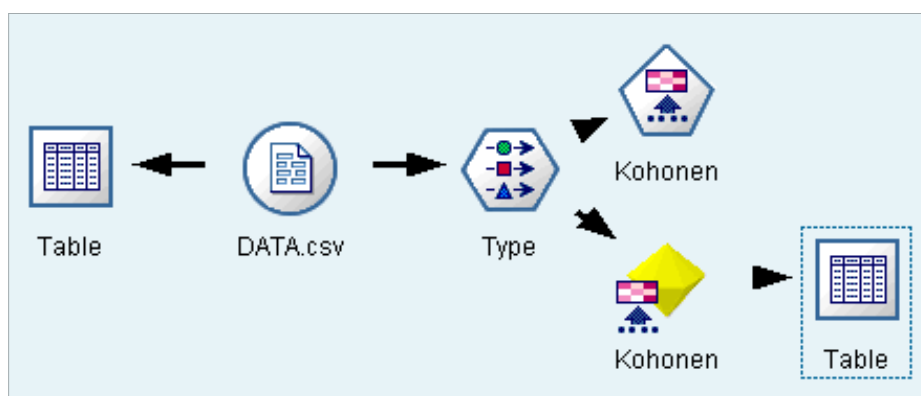 Kohonen
Table
DATA.csv
Type
Kohonen
Table